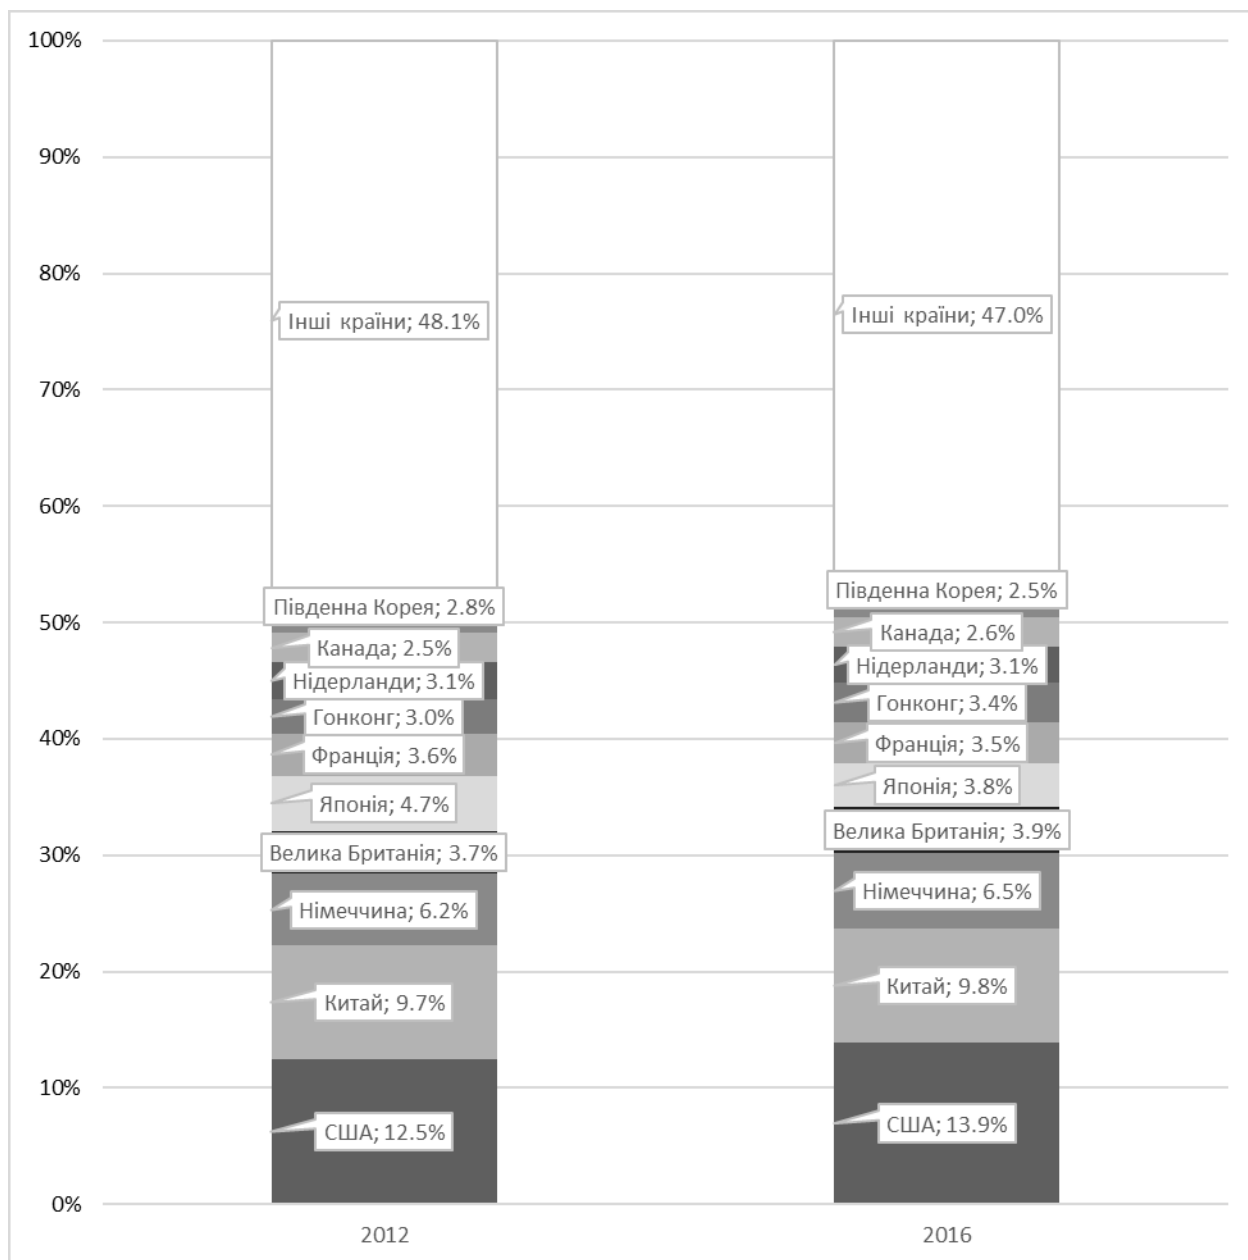 100%
90%
80%
70%
60%
50%
40%
30%
20%
10%
0%
Інші країни; 48.1%
Південна Корея; 2.8%
Канада; 2.5%
Нідерланди; 3.1%
Гонконг; 3.0%
Франція; 3.6%
Японія; 4.7%
Велика Британія; 3.7%
Німеччина; 6.2%
Китай; 9.7%
США; 12.5%
Інші країни; 47.0%
Південна Корея; 2.5%
Канада; 2.6%
Нідерланди; 3.1%
Гонконг; 3.4%
Франція; 3.5%
Японія; 3.8%
Велика Британія; 3.9%
Німеччина; 6.5%
Китай; 9.8%
США; 13.9%
2012
2016